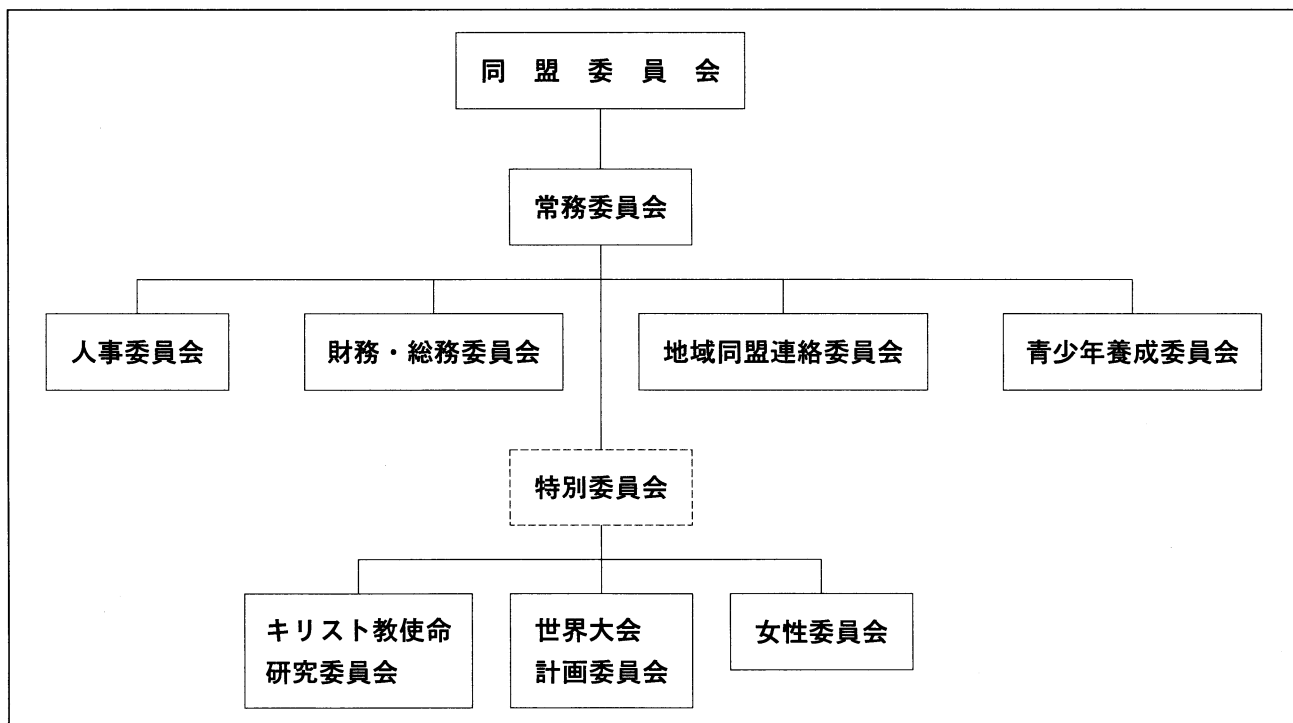 同盟委員会
常務委員会
人事委員会
財務・総務委員会
地域同盟連絡委員会
青少年養成委員会
特別委員会
キリスト教使命
研究委員会
世界大会
計画委員会
女性委員会